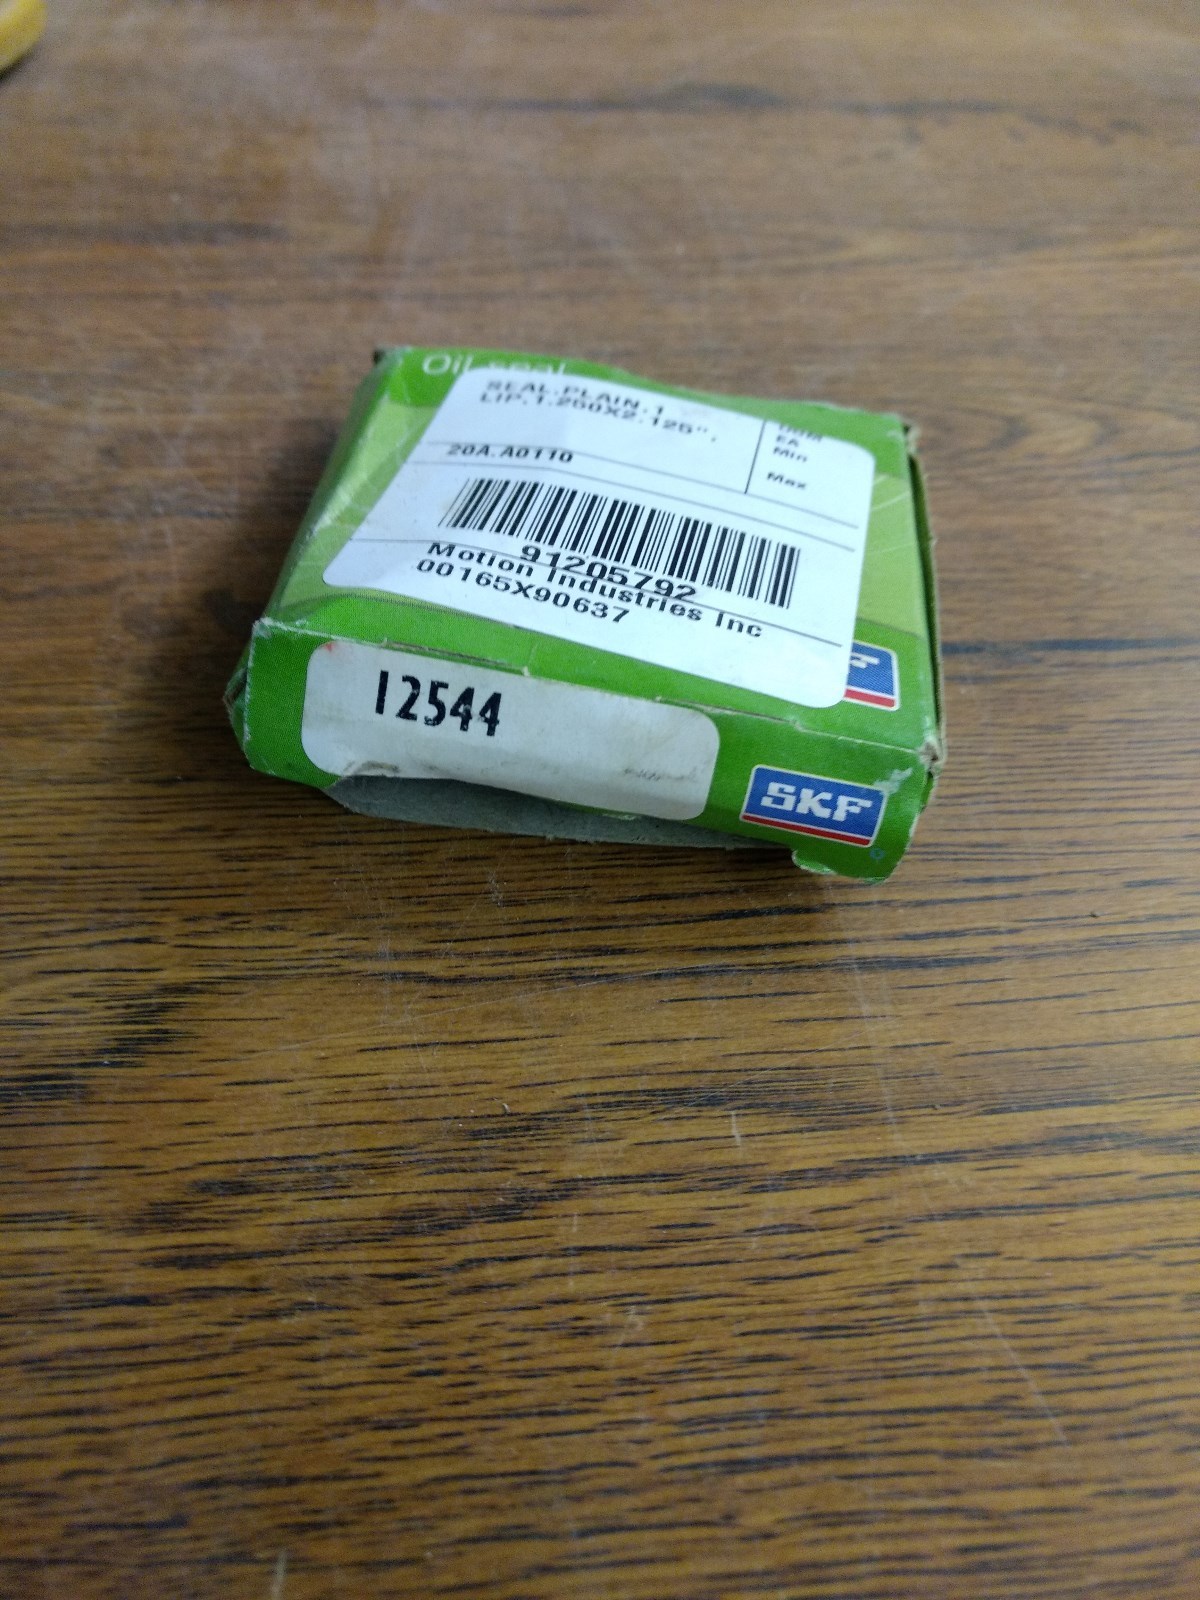 Oil seal
SEAL.PLAIN.1
LIP.1.250X2.125",
EA
Min
Max
20A.A0110
91205792
Motion Industries Inc
00165X90637
12544
SKF